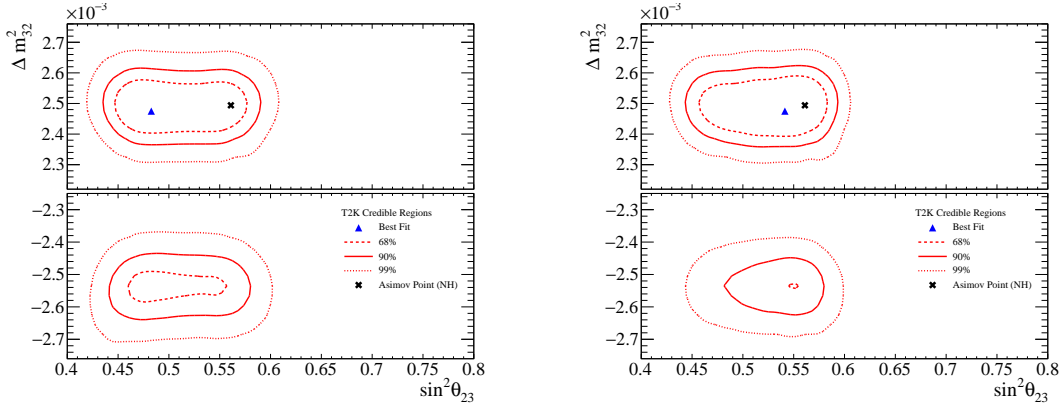 ×10⁻³
Δ m²₃₂
2.7
2.6
2.5
2.4
2.3
−2.3
−2.4
−2.5
−2.6
−2.7
T2K Credible Regions
Best Fit
68%
90%
99%
Asimov Point (NH)
0.4 0.45 0.5 0.55 0.6 0.65 0.7 0.75 0.8
sin²θ₂₃
×10⁻³
Δ m²₃₂
2.7
2.6
2.5
2.4
2.3
−2.3
−2.4
−2.5
−2.6
−2.7
T2K Credible Regions
Best Fit
68%
90%
99%
Asimov Point (NH)
0.4 0.45 0.5 0.55 0.6 0.65 0.7 0.75 0.8
sin²θ₂₃